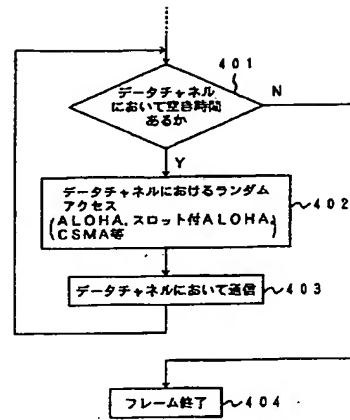 401
データチャネル
において空き時間
あるか
N
Y
データチャネルにおけるランダム
アクセス
(ALOHA,スロット付ALOHA,
CSMA等)
402
データチャネルにおいて通信
403
フレーム終了
404